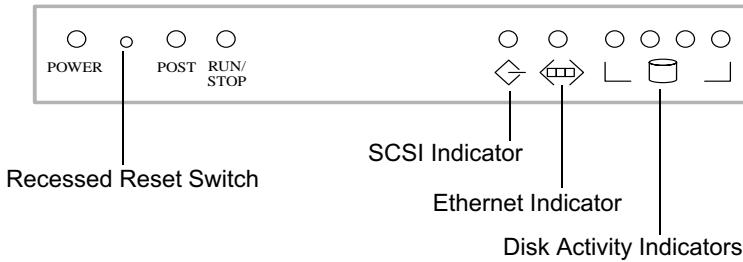 POWER
POST
RUN/
STOP
SCSI Indicator
Recessed Reset Switch
Ethernet Indicator
Disk Activity Indicators